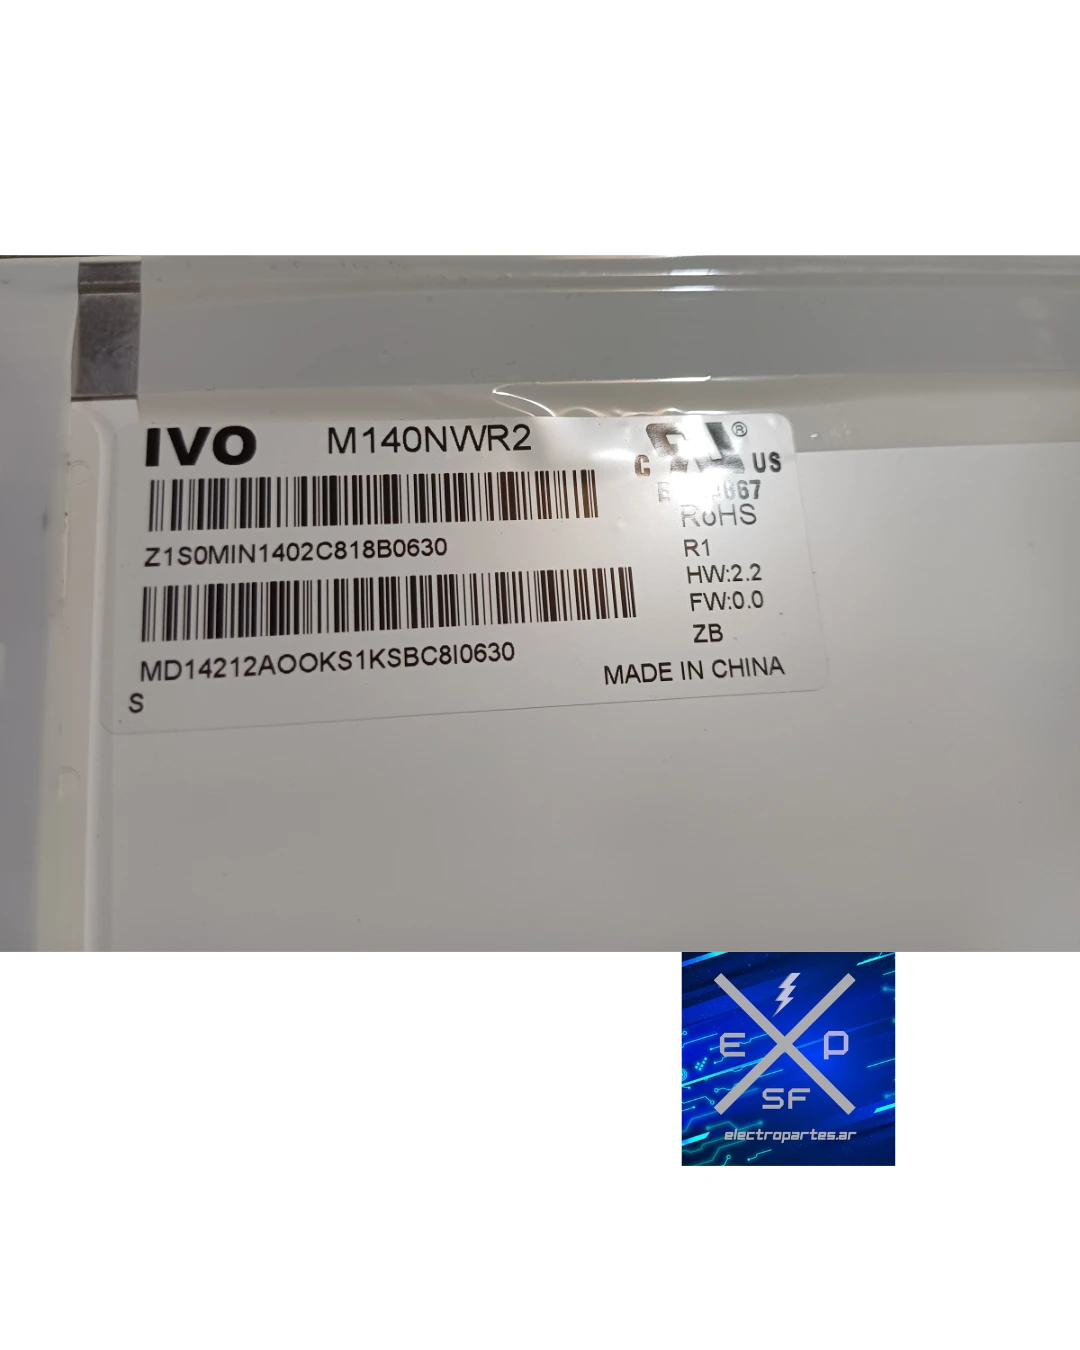 IVO M140NWR2
C US ®
Z1S0MIN1402C818B0630
RoHS
R1
HW:2.2
FW:0.0
MD14212AOOKS1KSBC8I0630
ZB
S
MADE IN CHINA
E P
SF
electropartes.ar